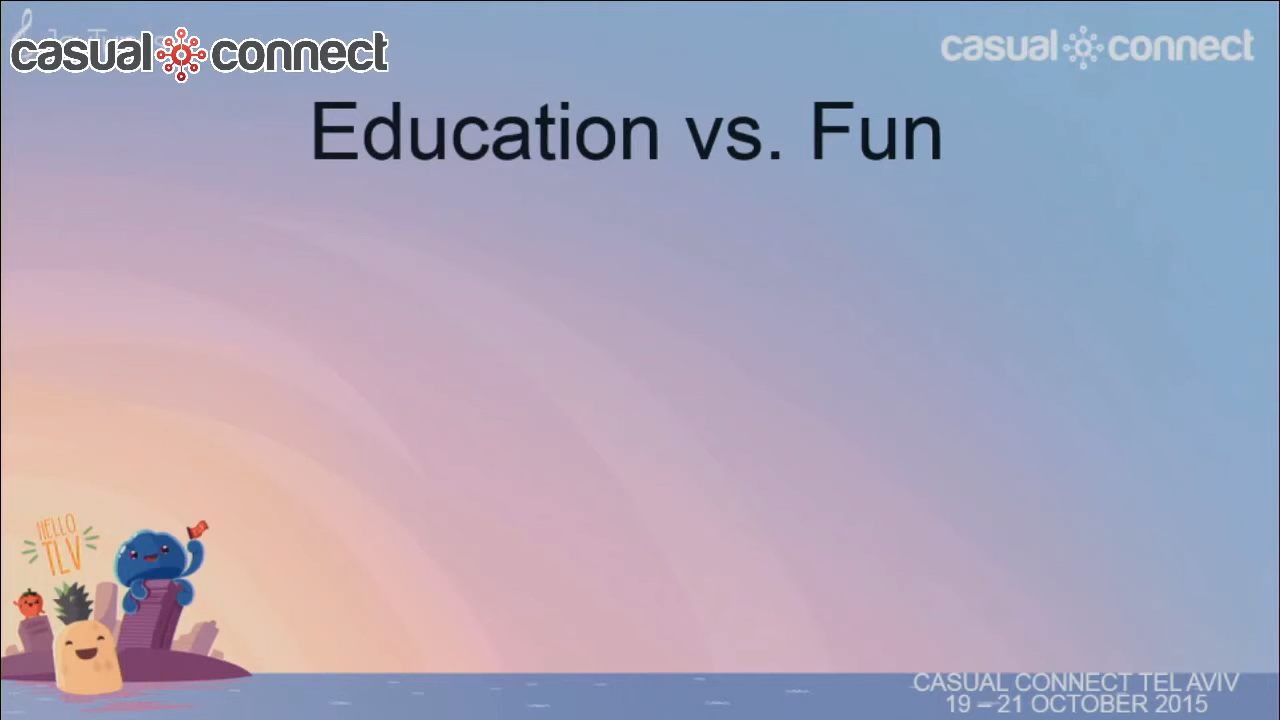 casual connect
casual connect
Education vs. Fun
HELLO
TLV
CASUAL CONNECT TEL AVIV
19 – 21 OCTOBER 2015